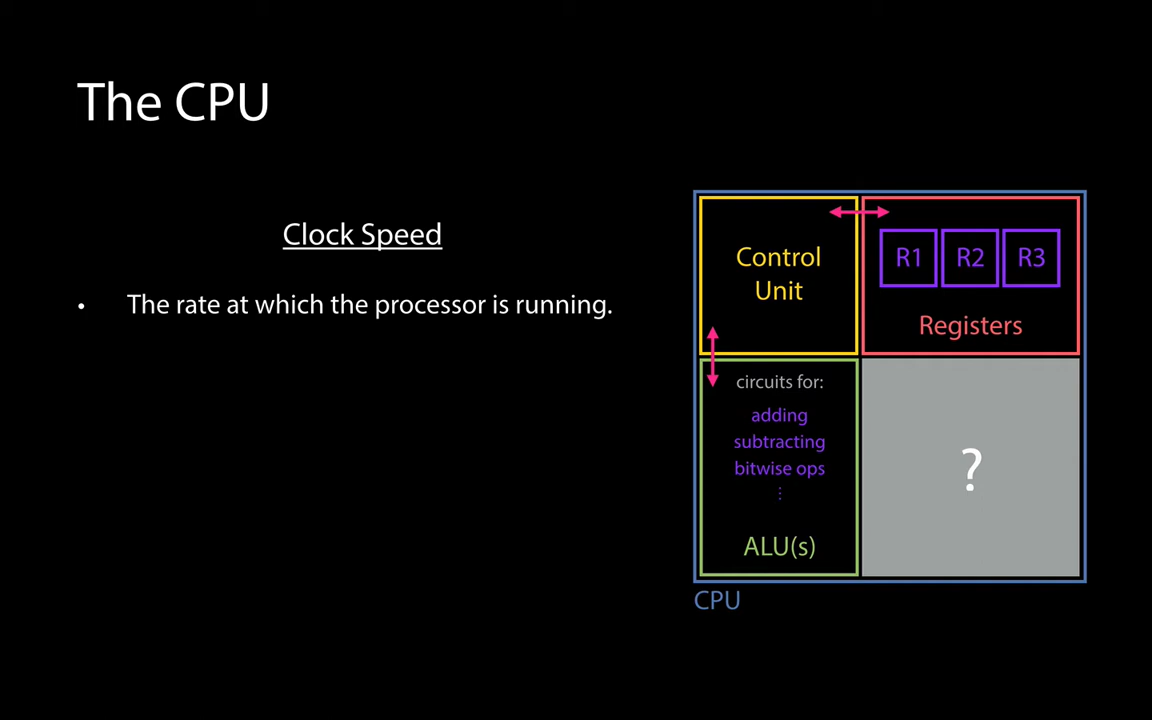 The CPU
Clock Speed
• The rate at which the processor is running.
Control
Unit
R1 R2 R3
Registers
circuits for:
adding
subtracting
bitwise ops
⋮
ALU(s)
?
CPU